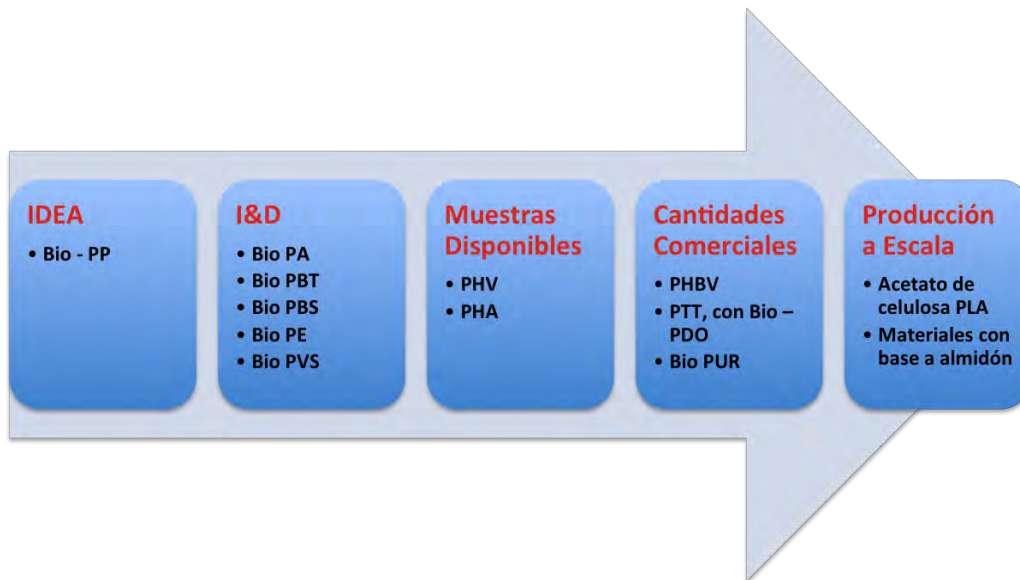 IDEA
• Bio - PP
I&D
• Bio PA
• Bio PBT
• Bio PBS
• Bio PE
• Bio PVS
Muestras
Disponibles
• PHV
• PHA
Cantidades
Comerciales
• PHBV
• PTT, con Bio –
PDO
• Bio PUR
Producción
a Escala
• Acetato de
celulosa PLA
• Materiales con
base a almidón